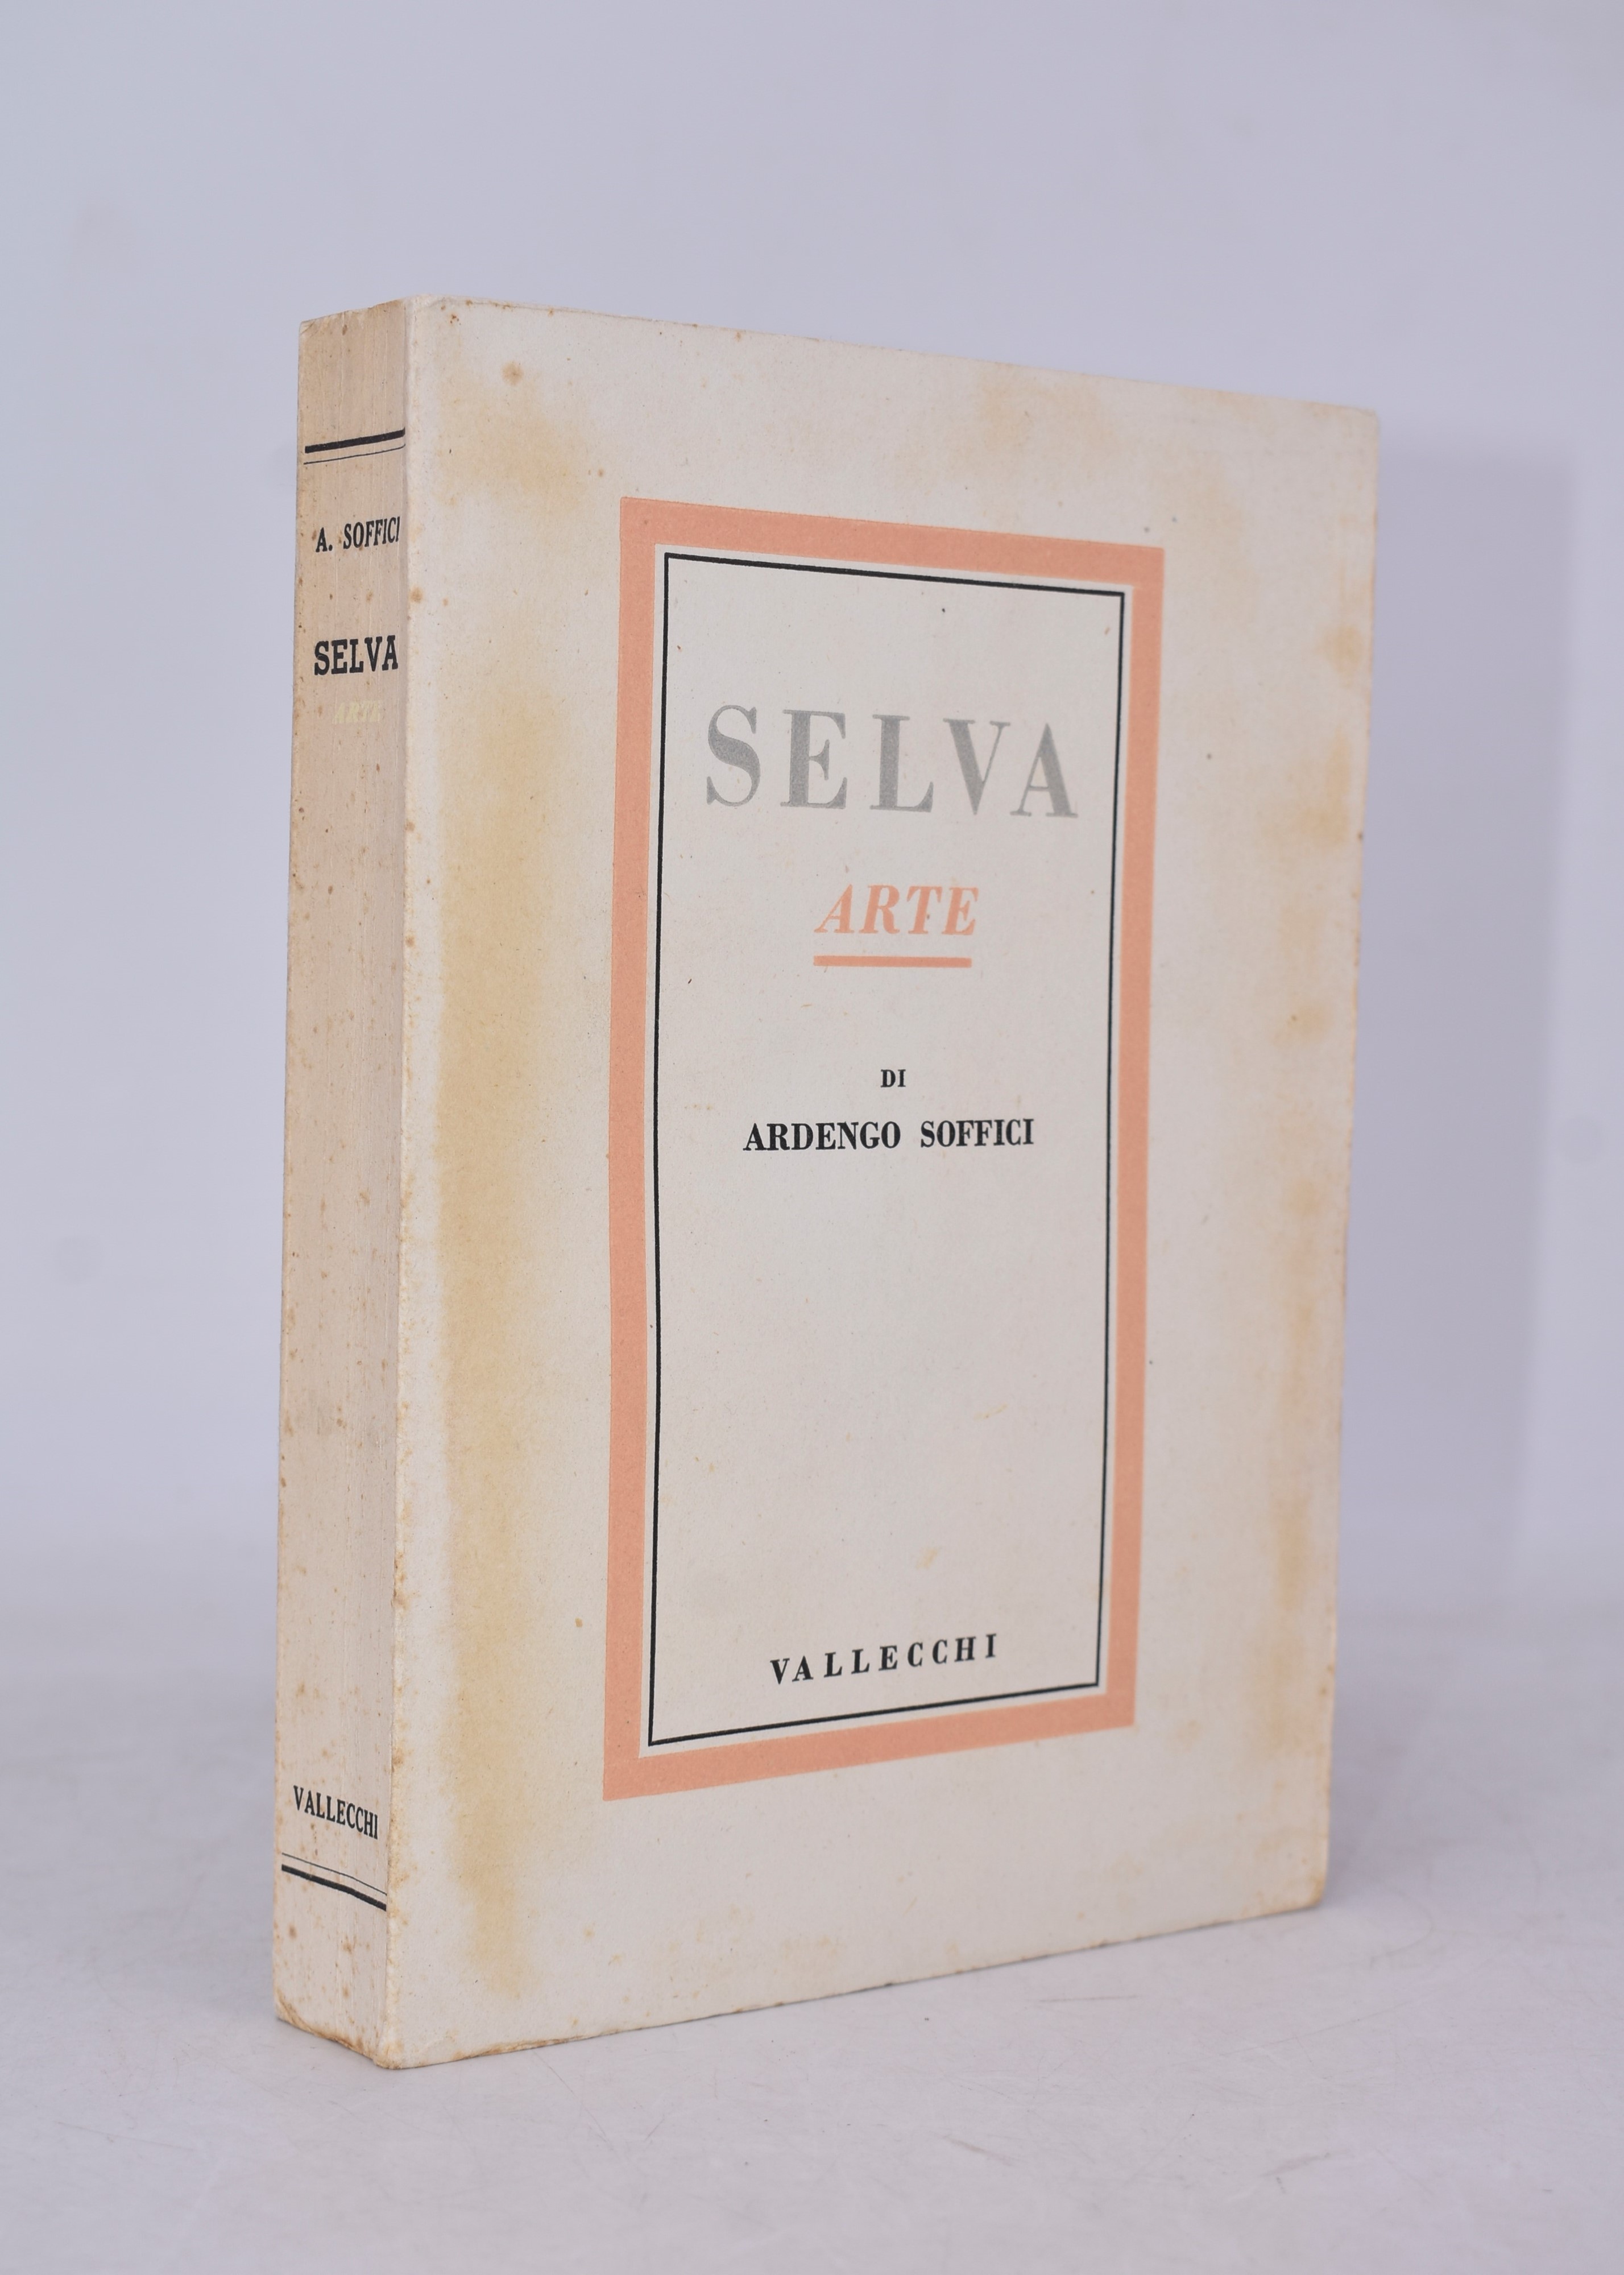 A. SOFFICI
SELVA
ARTE
VALLECCHI
SELVA
ARTE
DI
ARDENGO SOFFICI
VALLECCHI